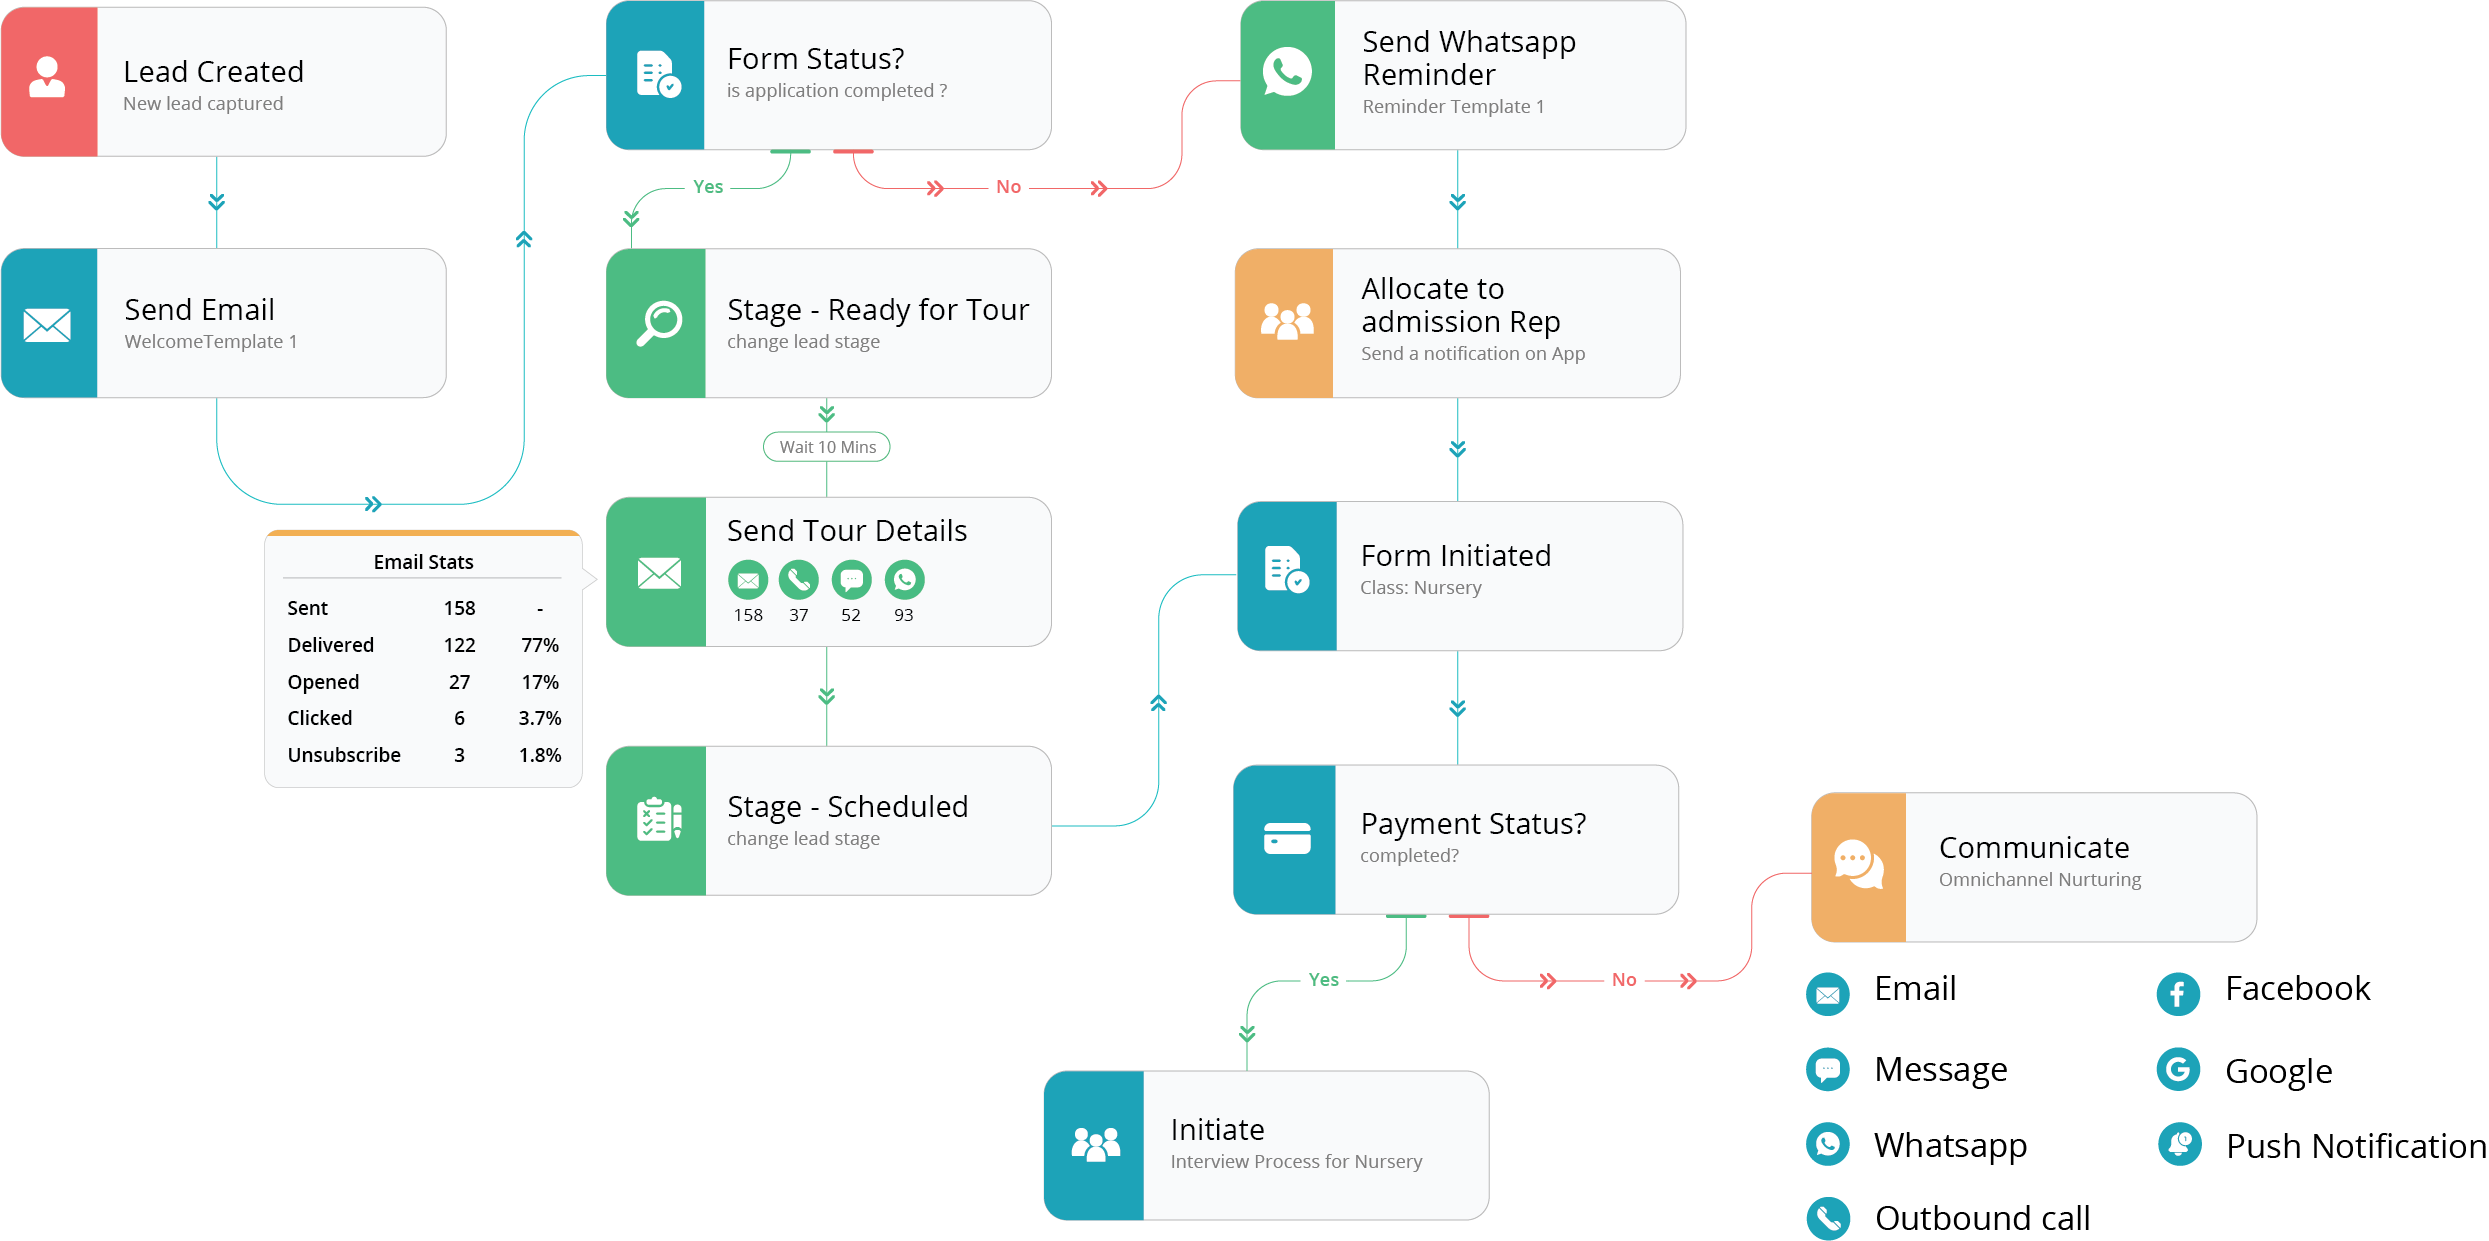 Lead Created
New lead captured
Send Email
WelcomeTemplate 1
Form Status?
is application completed ?
Yes
No
Send Whatsapp
Reminder
Reminder Template 1
Stage - Ready for Tour
change lead stage
Wait 10 Mins
Allocate to
admission Rep
Send a notification on App
Send Tour Details
158 37 52 93
Email Stats
Sent 158 -
Delivered 122 77%
Opened 27 17%
Clicked 6 3.7%
Unsubscribe 3 1.8%
Stage - Scheduled
change lead stage
Form Initiated
Class: Nursery
Payment Status?
completed?
Yes
No
Initiate
Interview Process for Nursery
Communicate
Omnichannel Nurturing
Email
Facebook
Message
Google
Whatsapp
Push Notification
Outbound call